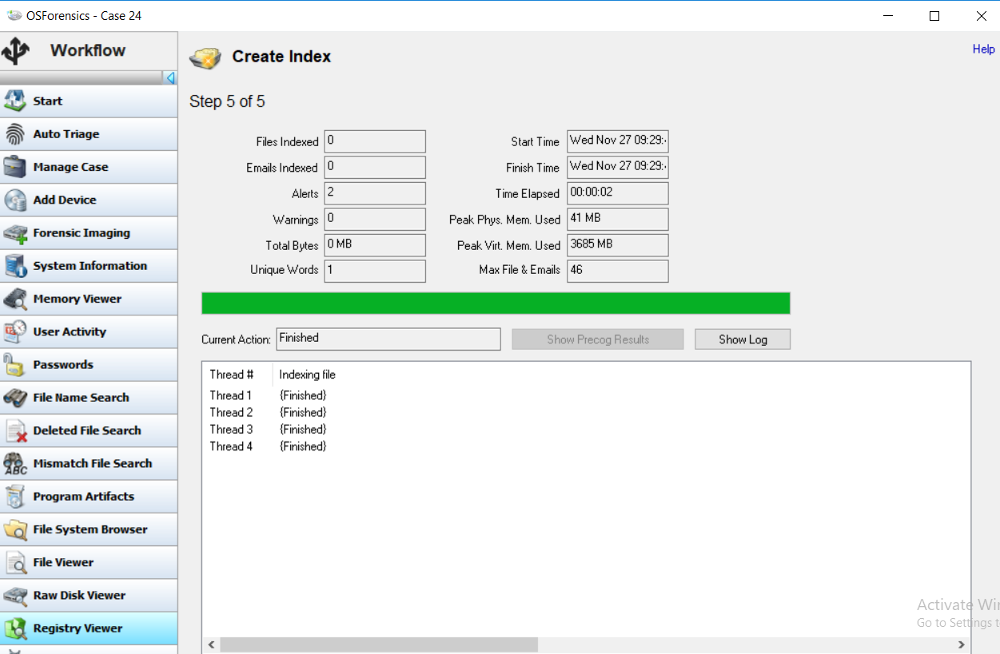 OSForensics - Case 24
Workflow
Start
Auto Triage
Manage Case
Add Device
Forensic Imaging
System Information
Memory Viewer
User Activity
Passwords
File Name Search
Deleted File Search
Mismatch File Search
Program Artifacts
File System Browser
File Viewer
Raw Disk Viewer
Registry Viewer
Create Index
Help
Step 5 of 5
Files Indexed 0
Emails Indexed 0
Alerts 2
Warnings 0
Total Bytes 0 MB
Unique Words 1
Start Time Wed Nov 27 09:29:
Finish Time Wed Nov 27 09:29:
Time Elapsed 00:00:02
Peak Phys. Mem. Used 41 MB
Peak Virt. Mem. Used 3685 MB
Max File & Emails 46
Current Action: Finished Show Precog Results Show Log
Thread # Indexing file
Thread 1 {Finished}
Thread 2 {Finished}
Thread 3 {Finished}
Thread 4 {Finished}
Activate Wi
Go to Settings t